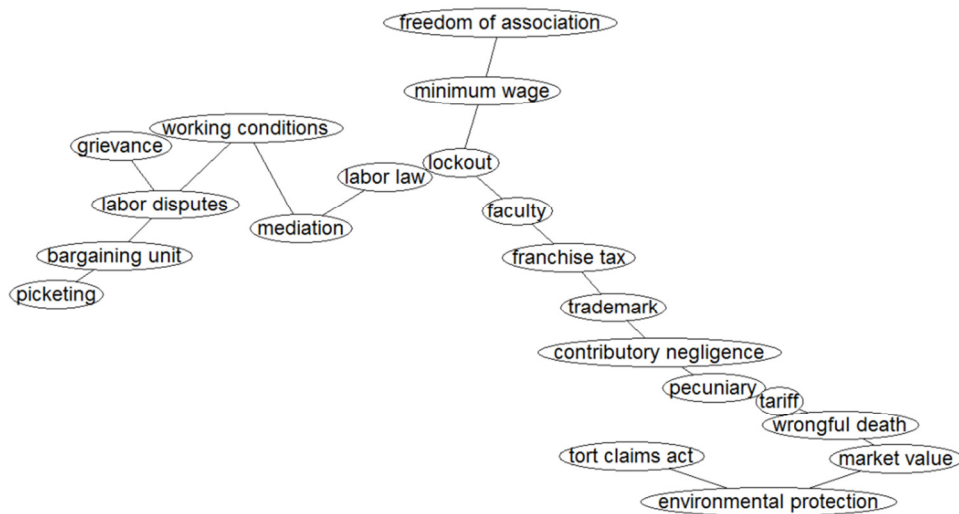 freedom of association
minimum wage
working conditions
grievance
lockout
labor law
labor disputes
faculty
mediation
bargaining unit
franchise tax
picketing
trademark
contributory negligence
pecuniary
tariff
wrongful death
tort claims act
market value
environmental protection